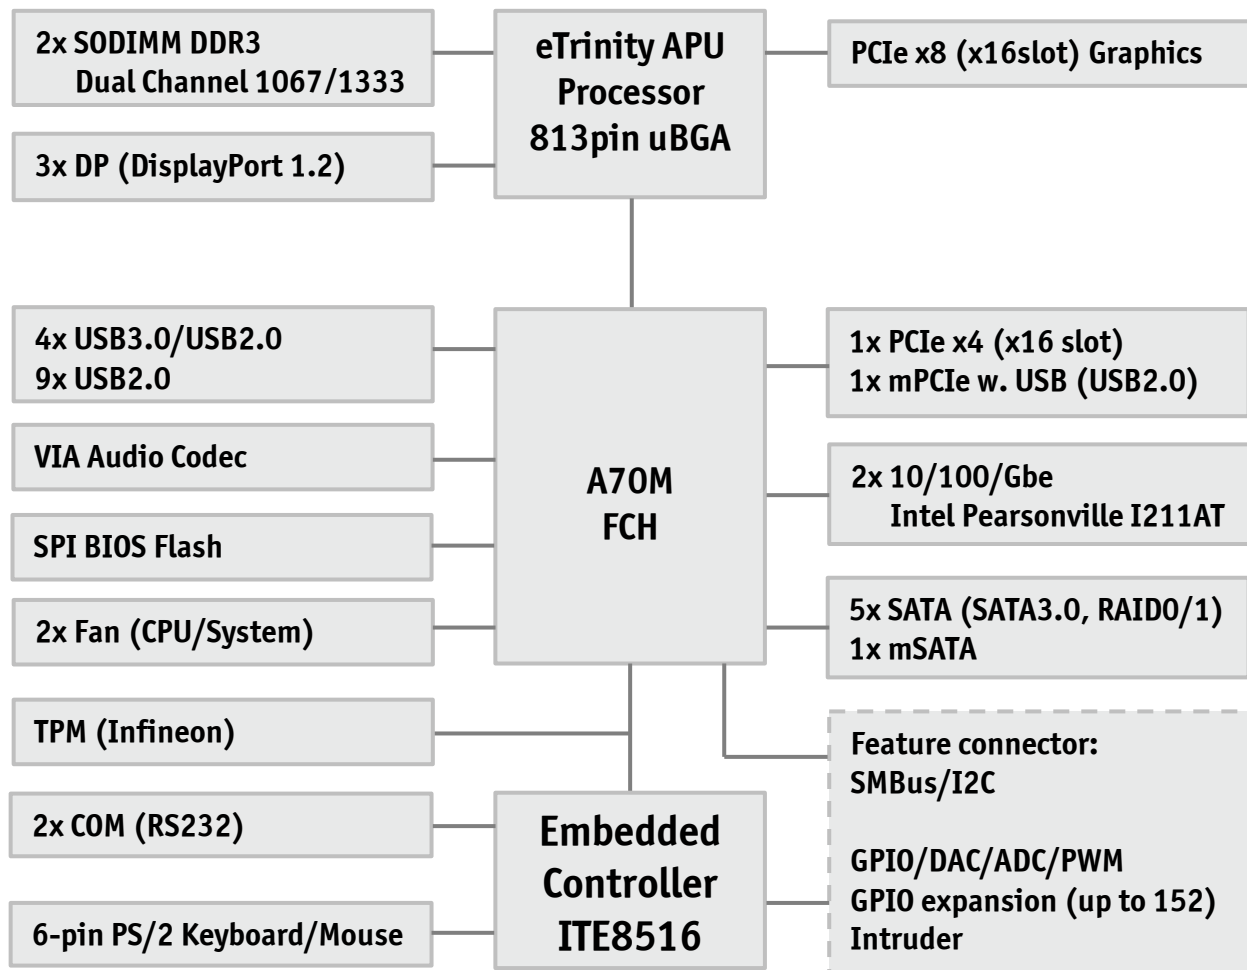 2x SODIMM DDR3
Dual Channel 1067/1333
3x DP (DisplayPort 1.2)
eTrinity APU
Processor
813pin uBGA
PCIe x8 (x16slot) Graphics
4x USB3.0/USB2.0
9x USB2.0
VIA Audio Codec
SPI BIOS Flash
2x Fan (CPU/System)
TPM (Infineon)
A70M
FCH
1x PCIe x4 (x16 slot)
1x mPCIe w. USB (USB2.0)
2x 10/100/Gbe
Intel Pearsonville I211AT
5x SATA (SATA3.0, RAID0/1)
1x mSATA
2x COM (RS232)
6-pin PS/2 Keyboard/Mouse
Embedded
Controller
ITE8516
Feature connector:
SMBus/I2C
GPIO/DAC/ADC/PWM
GPIO expansion (up to 152)
Intruder